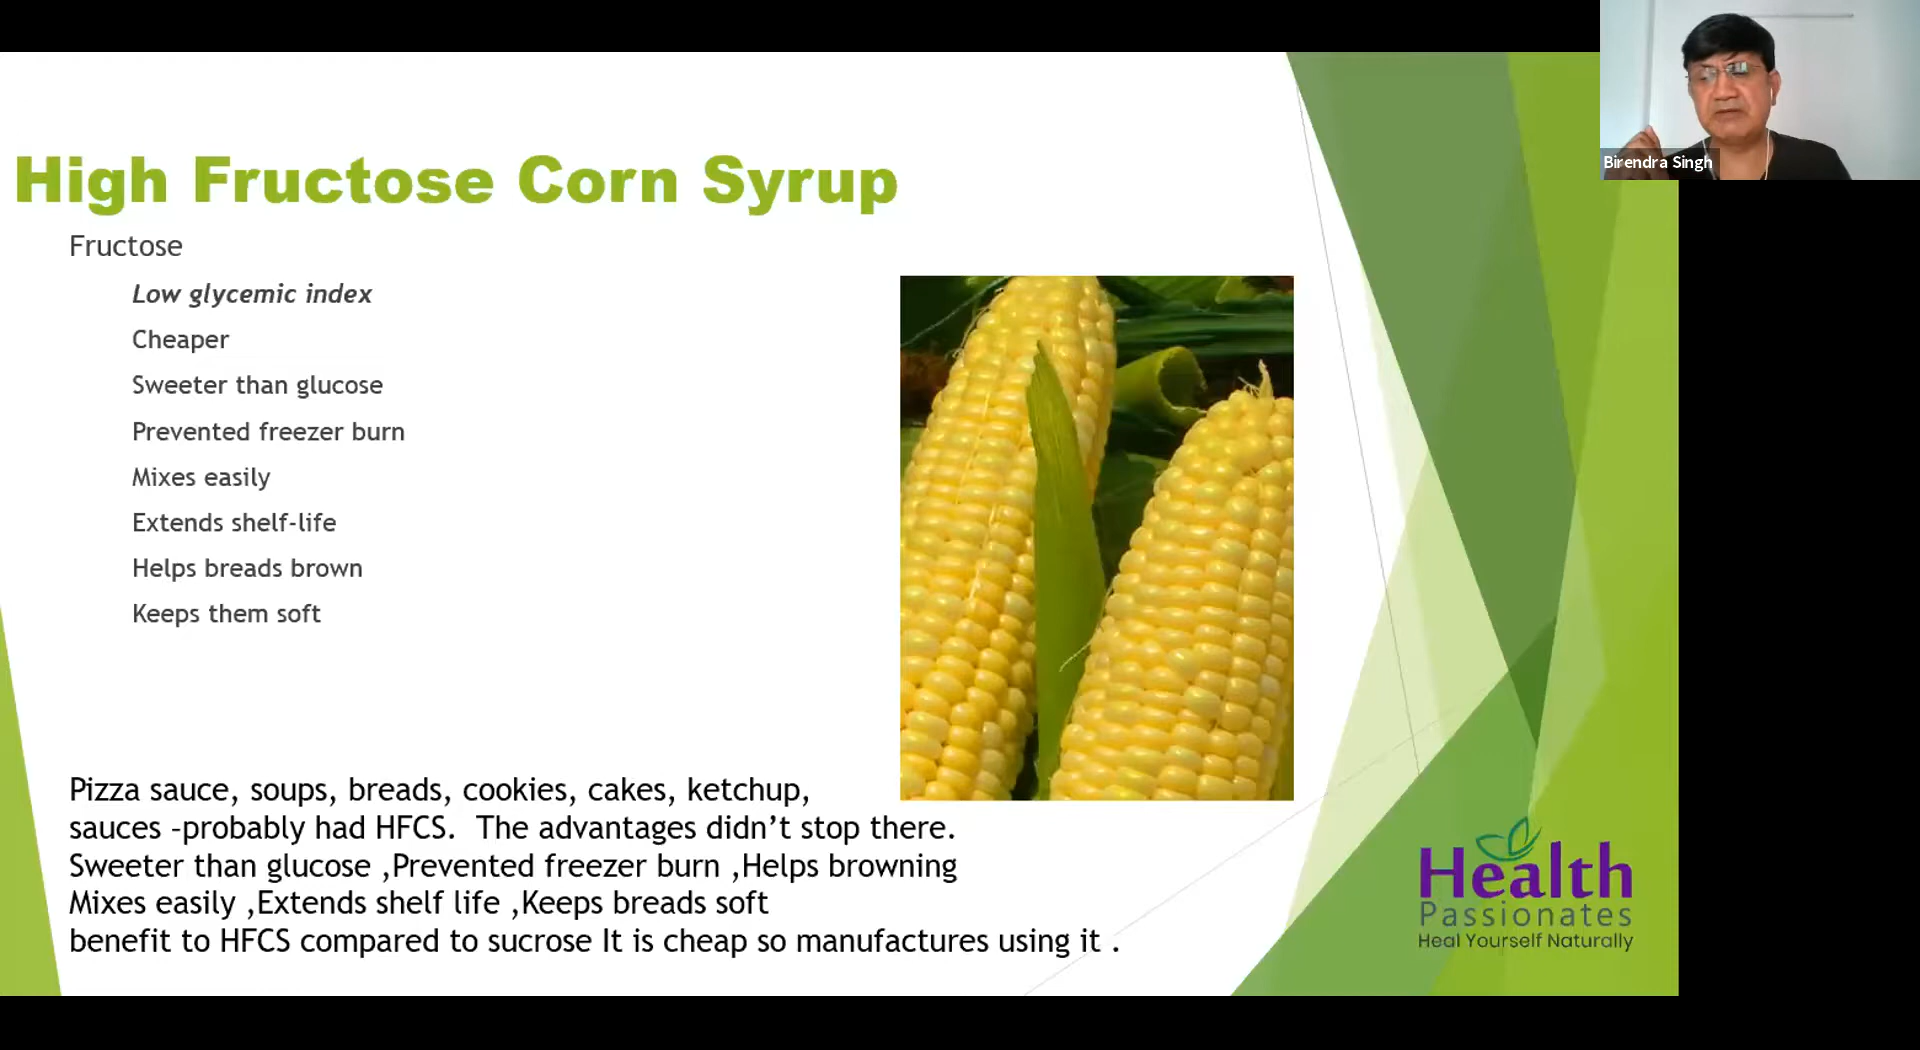 High Fructose Corn Syrup
Fructose
Low glycemic index
Cheaper
Sweeter than glucose
Prevented freezer burn
Mixes easily
Extends shelf-life
Helps breads brown
Keeps them soft
Pizza sauce, soups, breads, cookies, cakes, ketchup,
sauces -probably had HFCS. The advantages didn't stop there.
Sweeter than glucose ,Prevented freezer burn ,Helps browning
Mixes easily ,Extends shelf life ,Keeps breads soft
benefit to HFCS compared to sucrose It is cheap so manufactures using it .
Birendra Singh
Health
Passionates
Heal Yourself Naturally